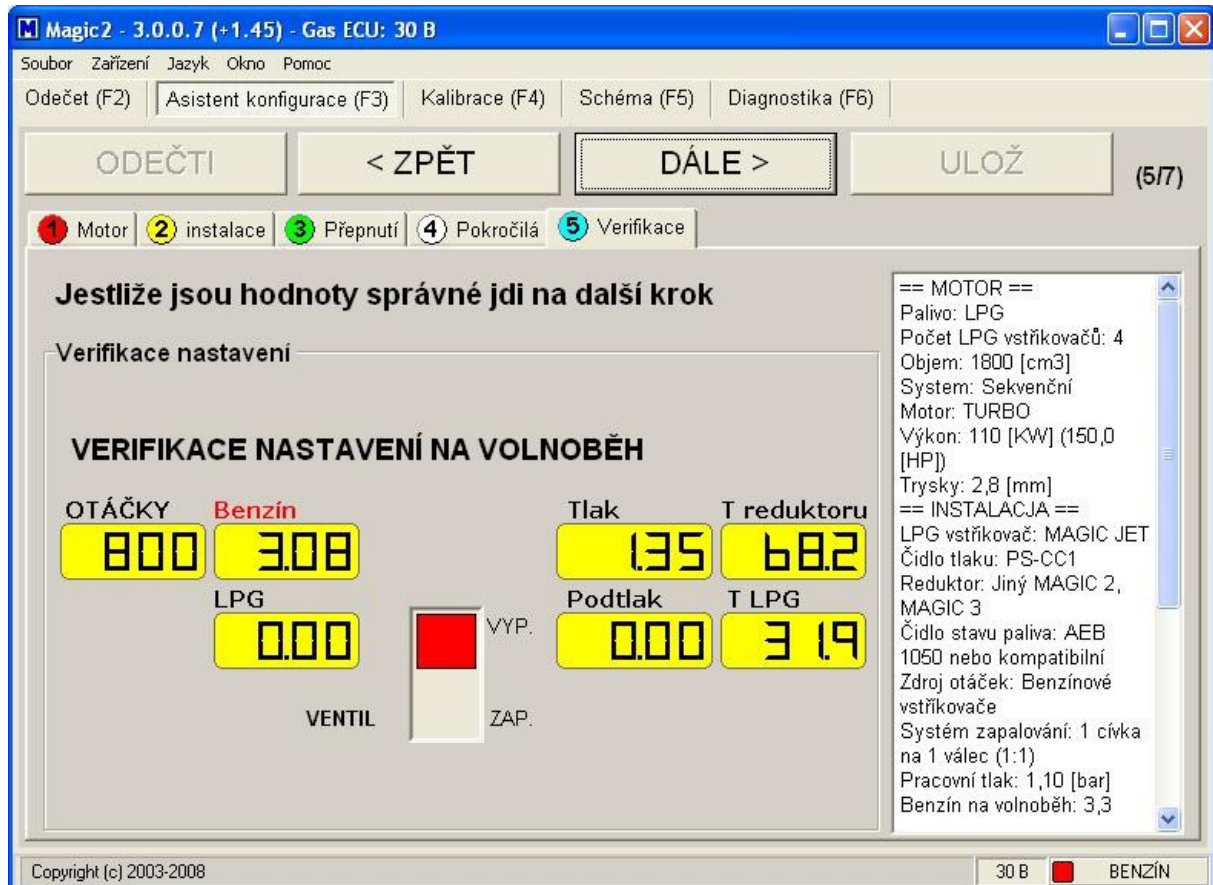 Magic2 - 3.0.0.7 (+1.45) - Gas ECU: 30 B
Soubor Zařízení Jazyk Okno Pomoc
Odečet (F2) Asistent konfigurace (F3) Kalibrace (F4) Schéma (F5) Diagnostika (F6)
ODEČTI < ZPĚT DÁLE > ULOŽ (5/7)
1 Motor 2 instalace 3 Přepnutí 4 Pokročilá 5 Verifikace
Jestliže jsou hodnoty správné jdi na další krok
Verifikace nastavení
VERIFIKACE NASTAVENÍ NA VOLNOBĚH
OTÁČKY Benzín Tlak T reduktoru
800 3.08 1.35 68.2
LPG Podtlak T LPG
0.00 VYP. 0.00 31.9
VENTIL ZAP.
== MOTOR ==
Palivo: LPG
Počet LPG vstřikovačů: 4
Objem: 1800 [cm3]
System: Sekvenční
Motor: TURBO
Výkon: 110 [KW] (150,0
[HP])
Trysky: 2,8 [mm]
== INSTALACJA ==
LPG vstřikovač: MAGIC JET
Čidlo tlaku: PS-CC1
Reduktor: Jiný MAGIC 2,
MAGIC 3
Čidlo stavu paliva: AEB
1050 nebo kompatibilní
Zdroj otáček: Benzínové
vstřikovače
Systém zapalování: 1 cívka
na 1 válec (1:1)
Pracovní tlak: 1,10 [bar]
Benzín na volnoběh: 3,3
Copyright (c) 2003-2008 30 B BENZÍN